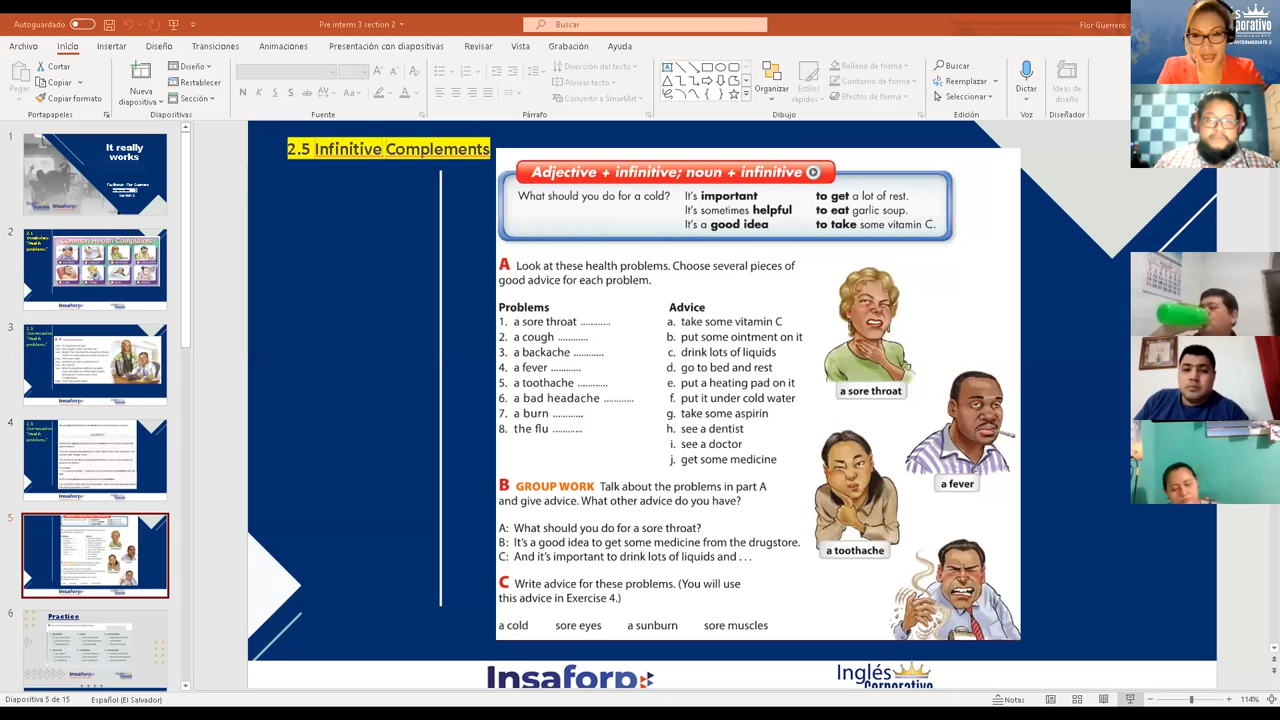 Autoguardado
Pre interm 3 section 2
Buscar
Flor Guerrero
Archivo Inicio Insertar Diseño Transiciones Animaciones Presentación con diapositivas Revisar Vista Grabación Ayuda
Cortar
Copiar
Copiar formato
Portapapeles
Nueva
diapositiva
Diseño
Restablecer
Sección
Diapositivas
Fuente
Dirección del texto
Alinear texto
Convertir a SmartArt
Párrafo
Organizar
Estilos
rápidos
Relleno de forma
Contorno de forma
Efectos de forma
Dibujo
Buscar
Reemplazar
Seleccionar
Edición
Dictar
Voz
Ideas de
diseño
Diseñador
1
It really
works
2
Common Health Complaints
3
4
5
6
Practice
2.5 Infinitive Complements
Adjective + infinitive; noun + infinitive
What should you do for a cold? It's important to get a lot of rest.
It's sometimes helpful to eat garlic soup.
It's a good idea to take some vitamin C.
A Look at these health problems. Choose several pieces of
good advice for each problem.
Problems Advice
1. a sore throat ............ a. take some vitamin C
2. a cough ............ b. put some ointment on it
3. a backache ............ c. drink lots of liquids
4. a fever ............ d. go to bed and rest
5. a toothache ............ e. put a heating pad on it
6. a bad headache ............ f. put it under cold water
7. a burn ............ g. take some aspirin
8. the flu ............ h. see a dentist
i. see a doctor
j. get some medicine
a sore throat
a fever
a toothache
B GROUP WORK Talk about the problems in part A
and give advice. What other advice do you have?
A: What should you do for a sore throat?
B: It's a good idea to get some medicine from the drugstore.
C: And it's important to drink lots of liquids and . . .
C Write advice for these problems. (You will use
this advice in Exercise 4.)
a cold sore eyes a sunburn sore muscles
Insaforp
Inglés
Corporativo
Diapositiva 5 de 15 Español (El Salvador)
Notas
114%